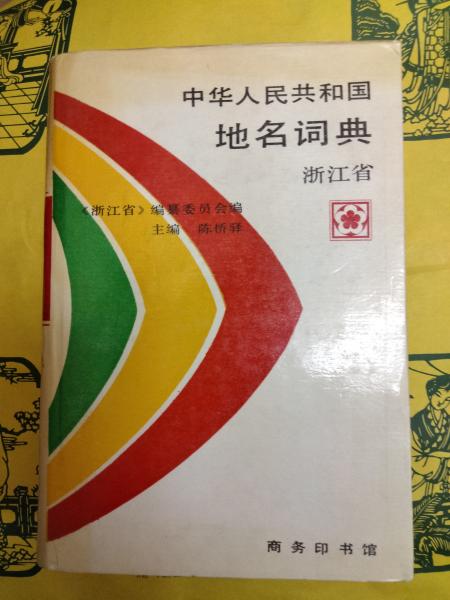 中华人民共和国
地名词典
浙江省
《浙江省》编纂委员会编
主编 陈桥驿
商务印书馆